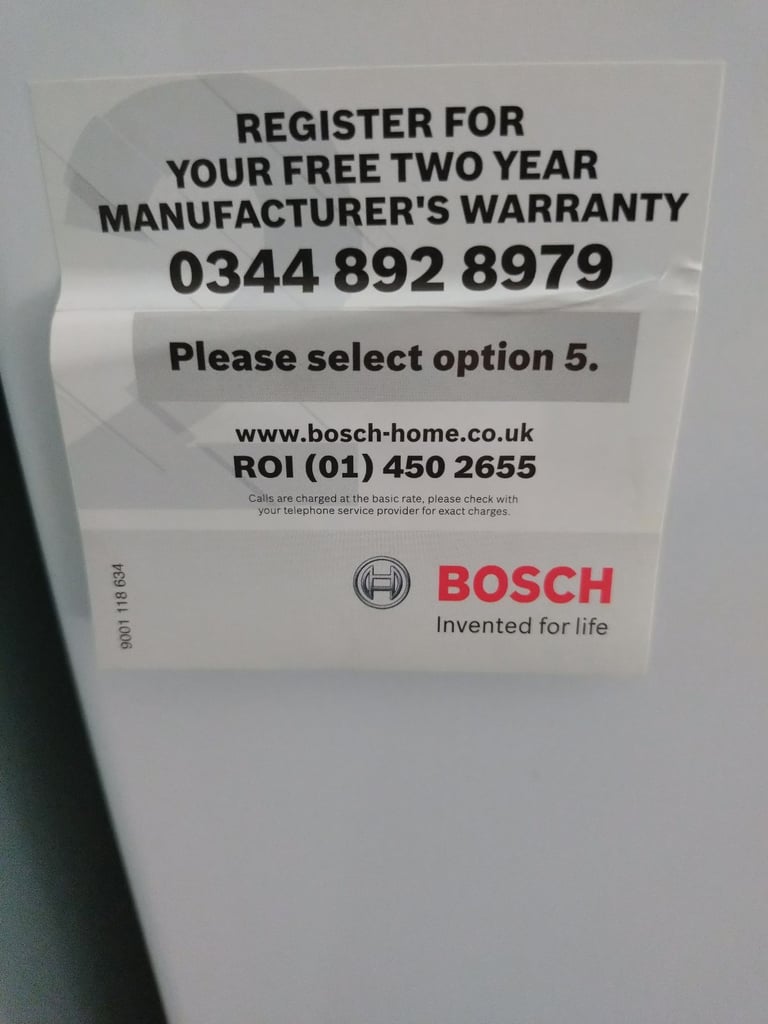 REGISTER FOR
YOUR FREE TWO YEAR
MANUFACTURER'S WARRANTY
0344 892 8979
Please select option 5.
www.bosch-home.co.uk
ROI (01) 450 2655
Calls are charged at the basic rate, please check with
your telephone service provider for exact charges.
9001 118 634
BOSCH
Invented for life